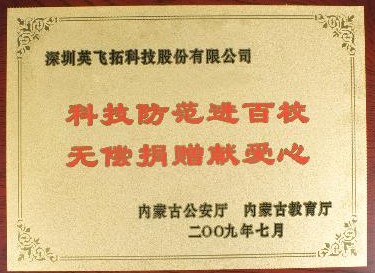 深圳英飞拓科技股份有限公司
科技防范进百校
无偿捐赠献爱心
内蒙古公安厅 内蒙古教育厅
二〇〇九年七月